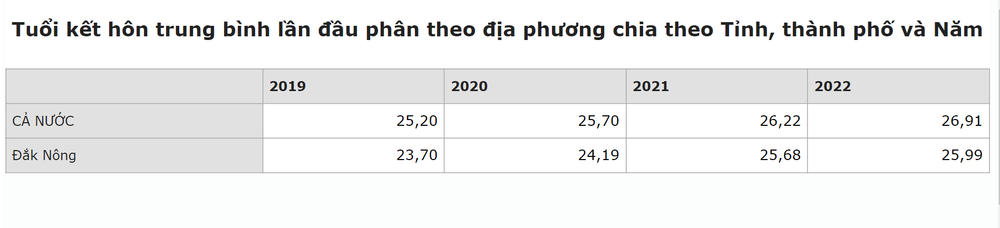 Tuổi kết hôn trung bình lần đầu phân theo địa phương chia theo Tỉnh, thành phố và Năm
2019 2020 2021 2022
CẢ NƯỚC 25,20 25,70 26,22 26,91
Đắk Nông 23,70 24,19 25,68 25,99